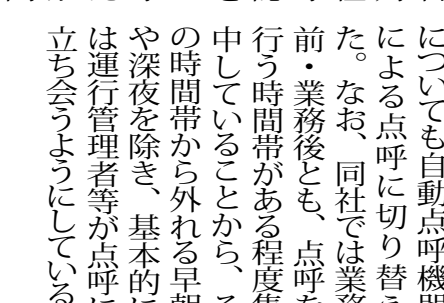 についても自動点呼機器
による点呼に切り替え
た。なお、同社では業務
前・業務後とも、点呼を
行う時間帯がある程度集
中していることから、そ
の時間帯から外れる早朝
や深夜を除き、基本的に
は運行管理者等が点呼に
立ち会うようにしている